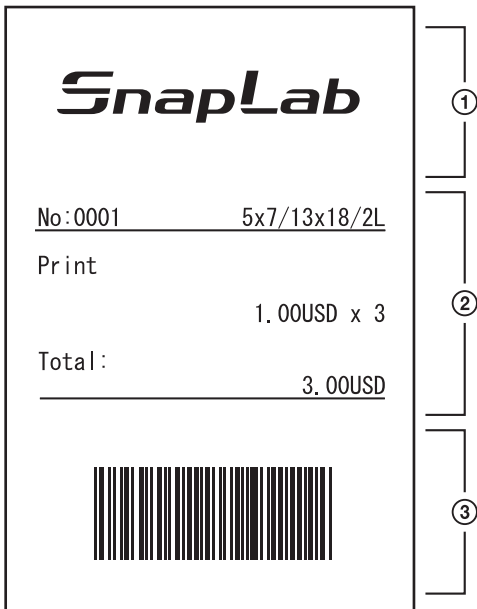 SnapLab
①
No:0001 5x7/13x18/2L
Print
1.00USD x 3
②
Total:
3.00USD
③